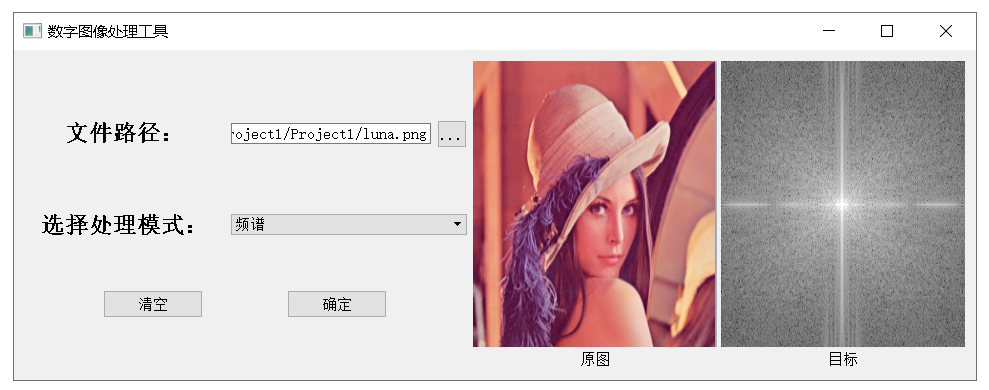 数字图像处理工具
文件路径：
roject1/Project1/luna.png
...
选择处理模式：
频谱
清空
确定
原图
目标